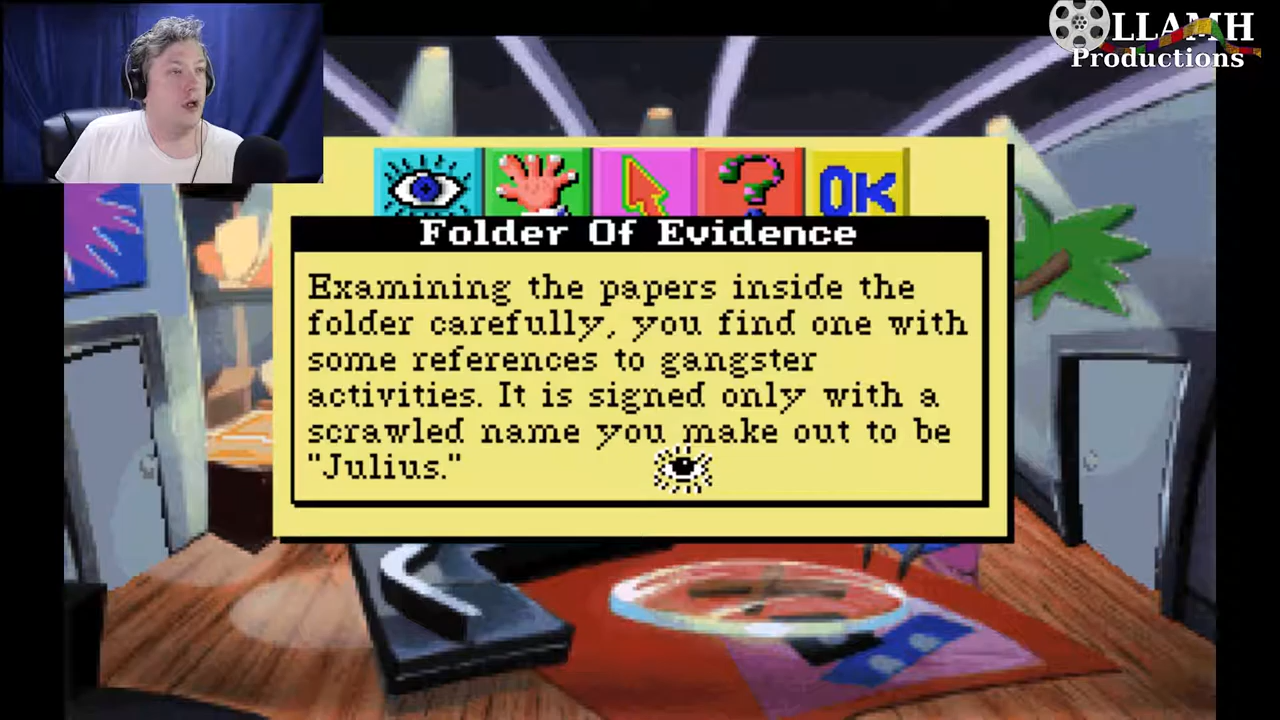 LLAMH
Productions
OK
Folder Of Evidence
Examining the papers inside the
folder carefully, you find one with
some references to gangster
activities. It is signed only with a
scrawled name you make out to be
"Julius."